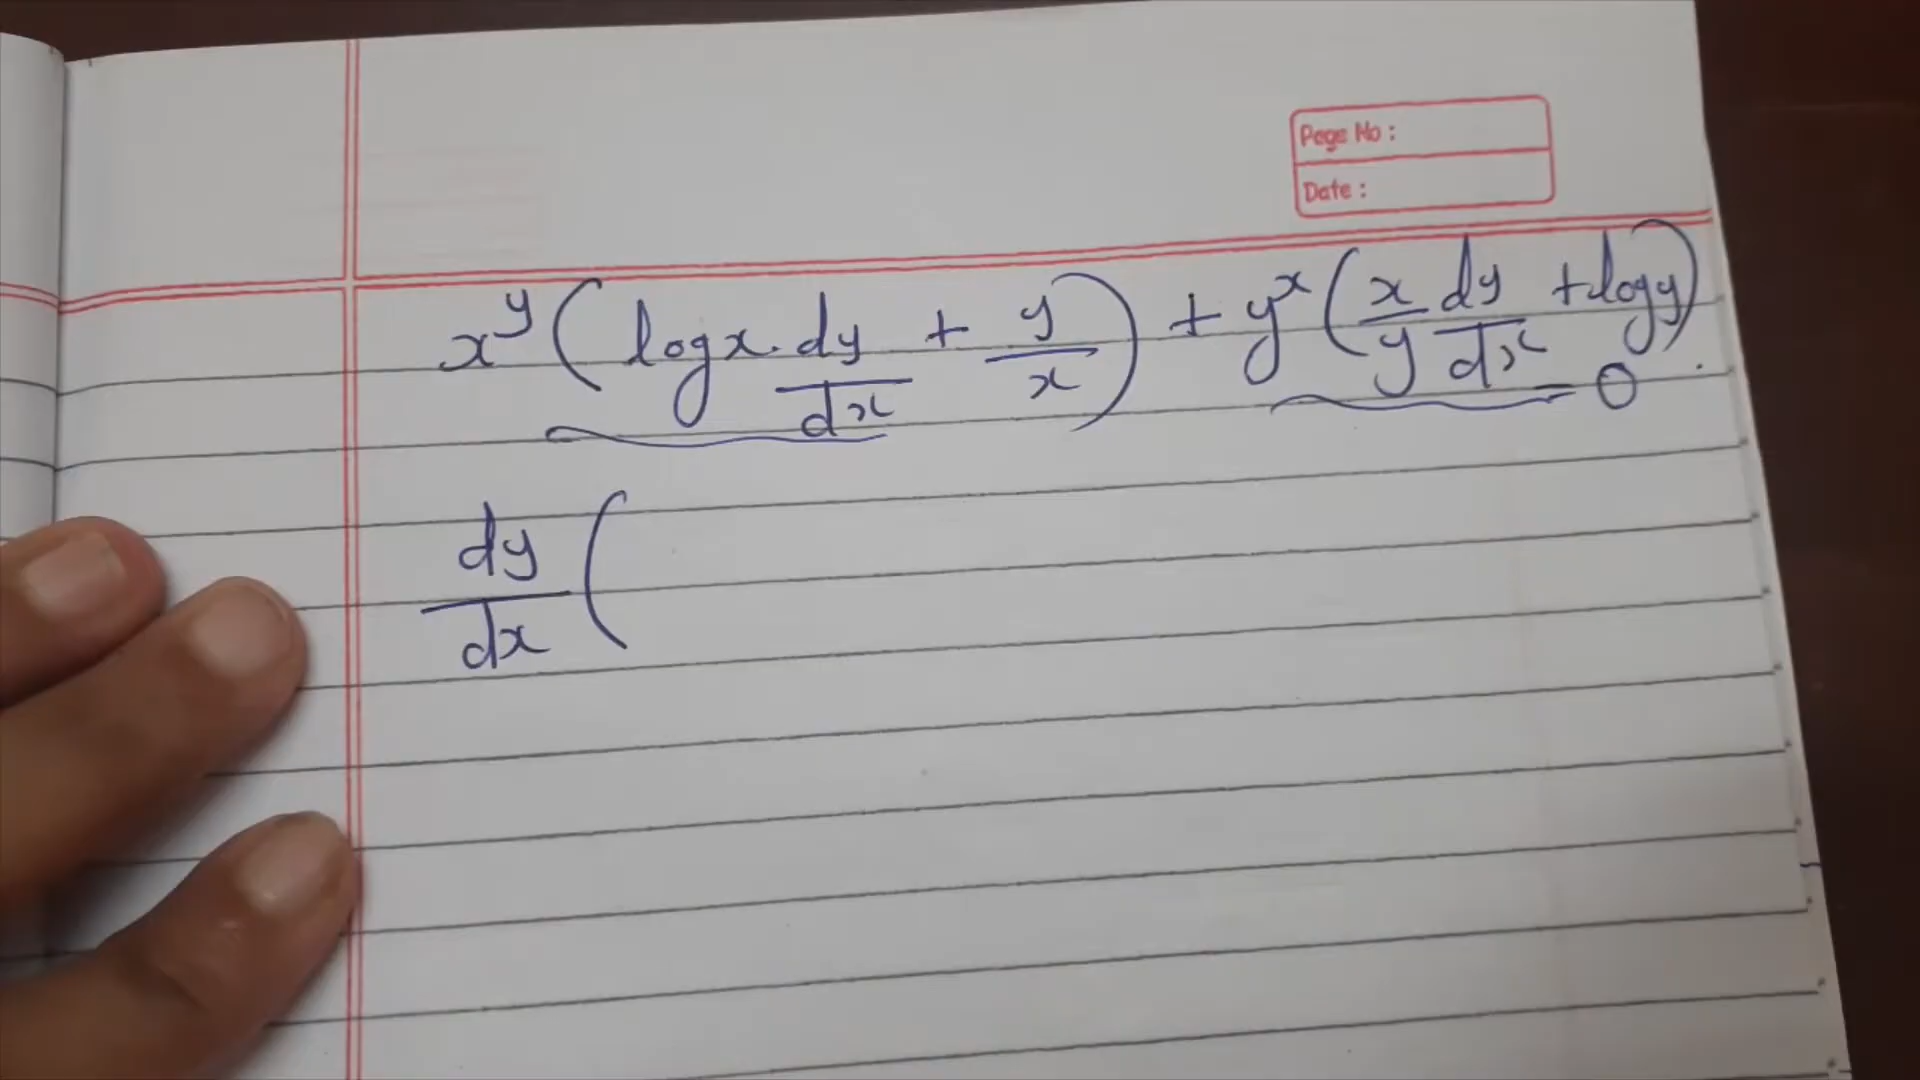 Page No :
Date :
x^y ( log x · dy/dx + y/x ) + y^x ( x/y dy/dx + log y ) = 0
dy/dx (